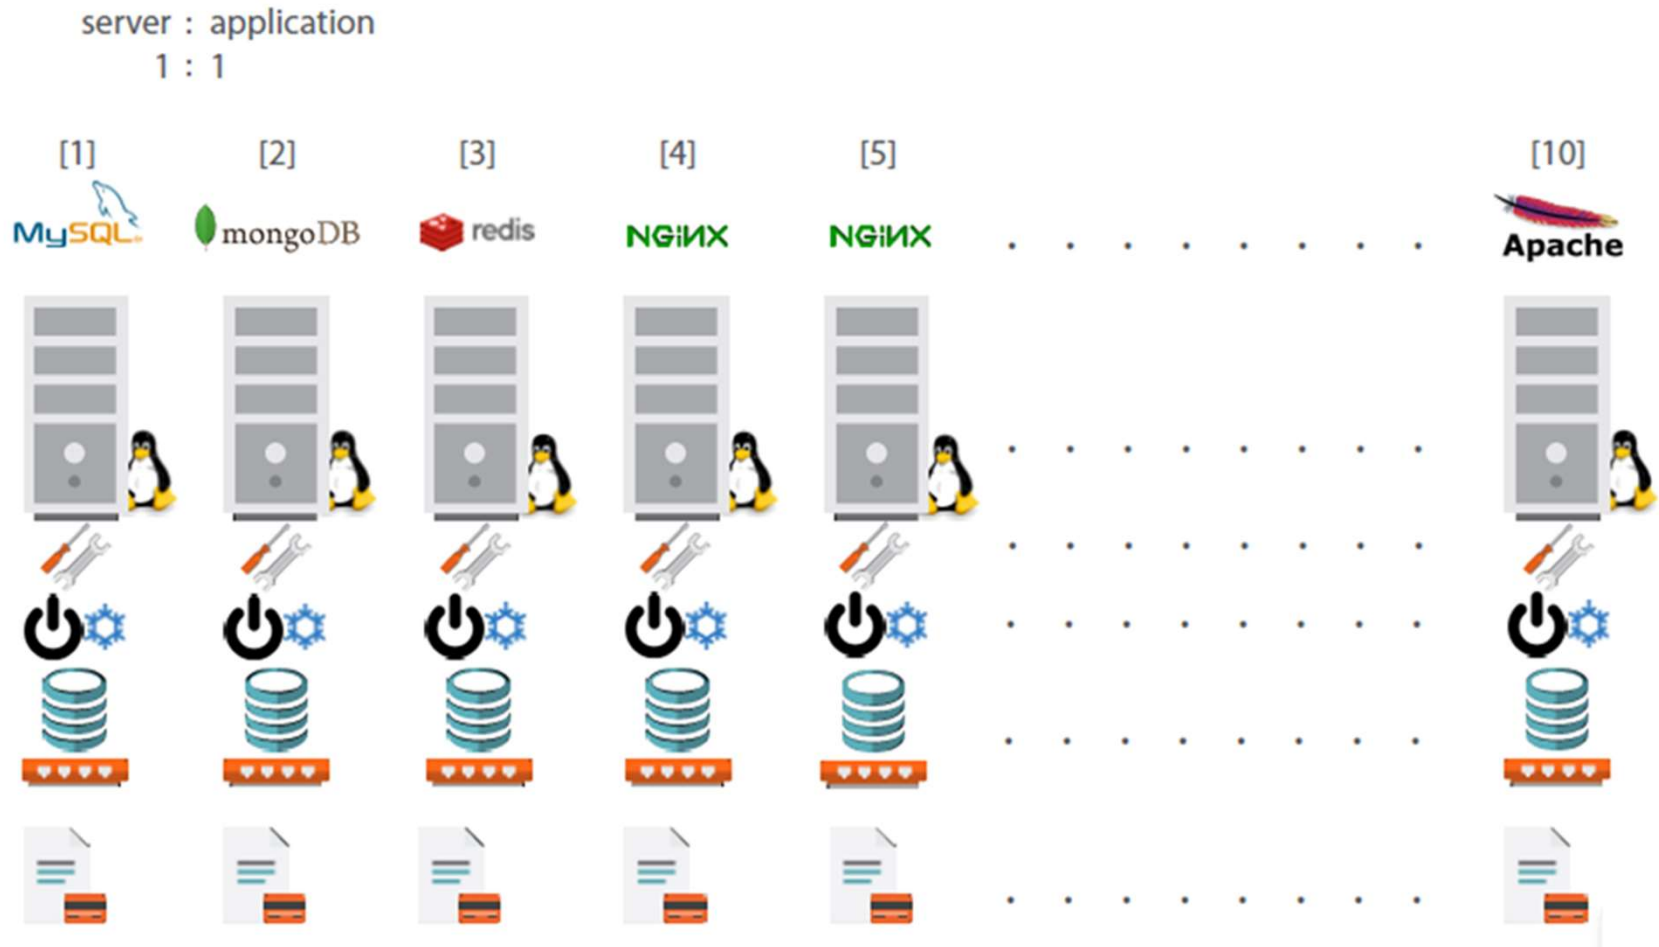 server : application
1 : 1
[1] [2] [3] [4] [5] [10]
MySQL mongoDB redis NGiNX NGiNX Apache